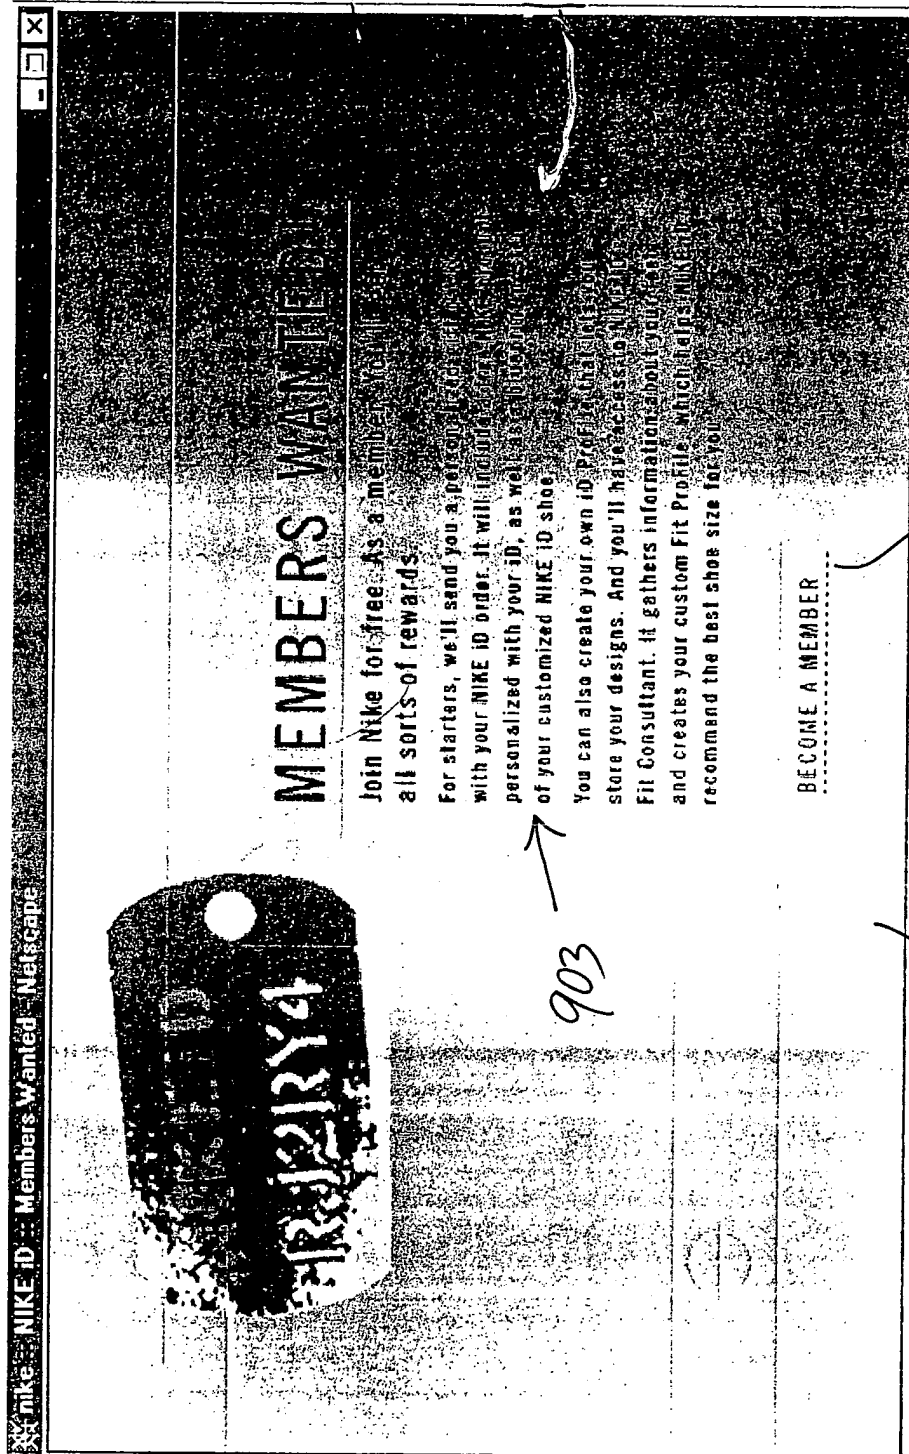 nike ::: NIKE iD ::: Members Wanted - Netscape
MEMBERS WANTED
Join Nike for free. As a member
all sorts of rewards
For starters, we'll send you a
with your NIKE iD order. It will include
personalized with your iD, as well as a
of your customized NIKE iD shoe.
You can also create your own iD Profile that
store your designs. And you'll have access to
Fit Consultant. It gathers information about your
and creates your custom Fit Profile, which helps
recommend the best shoe size for you
BECOME A MEMBER
903